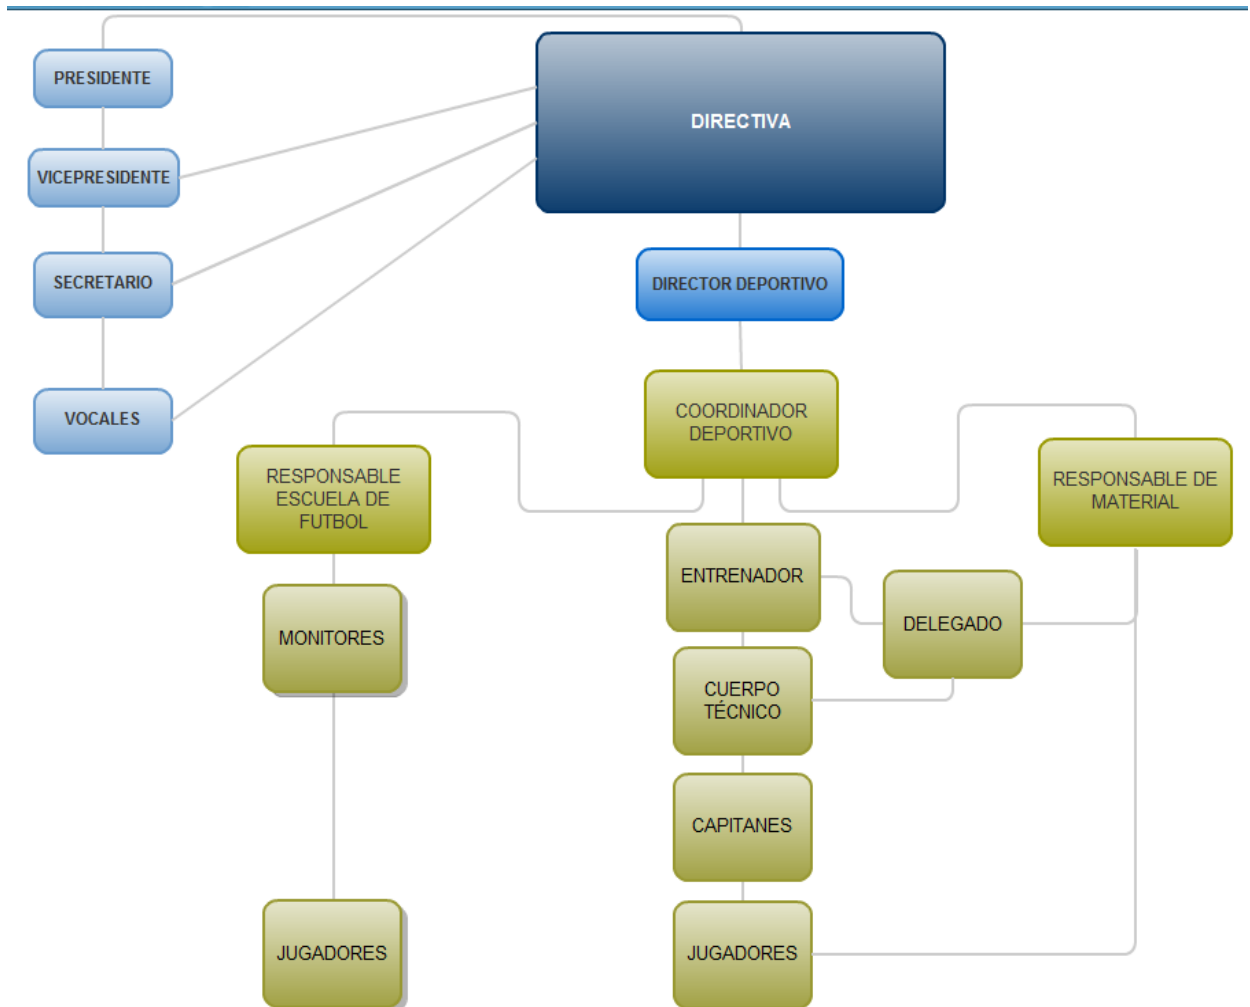 PRESIDENTE
DIRECTIVA
VICEPRESIDENTE
SECRETARIO
DIRECTOR DEPORTIVO
VOCALES
COORDINADOR
DEPORTIVO
RESPONSABLE
ESCUELA DE
FUTBOL
RESPONSABLE DE
MATERIAL
ENTRENADOR
MONITORES
DELEGADO
CUERPO
TÉCNICO
CAPITANES
JUGADORES
JUGADORES